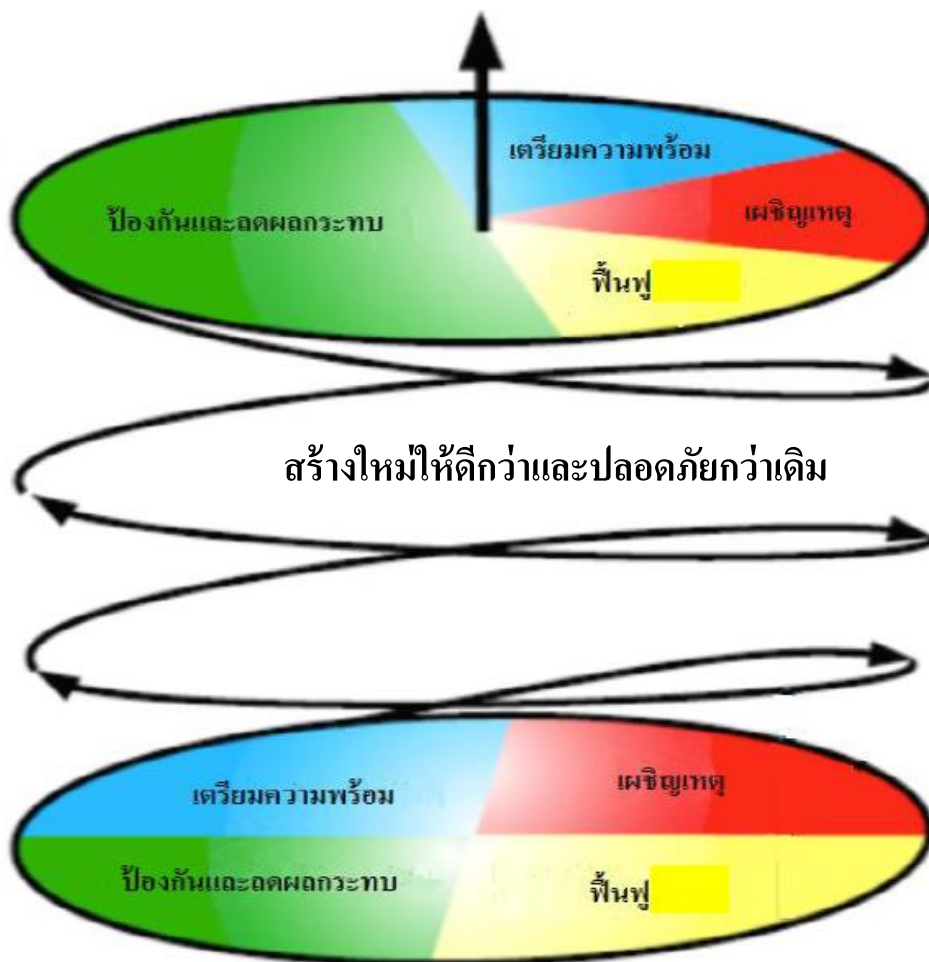 เตรียมความพร้อม
ป้องกันและลดผลกระทบ
เผชิญเหตุ
ฟื้นฟู
สร้างใหม่ให้ดีกว่าและปลอดภัยกว่าเดิม
เตรียมความพร้อม
เผชิญเหตุ
ป้องกันและลดผลกระทบ
ฟื้นฟู